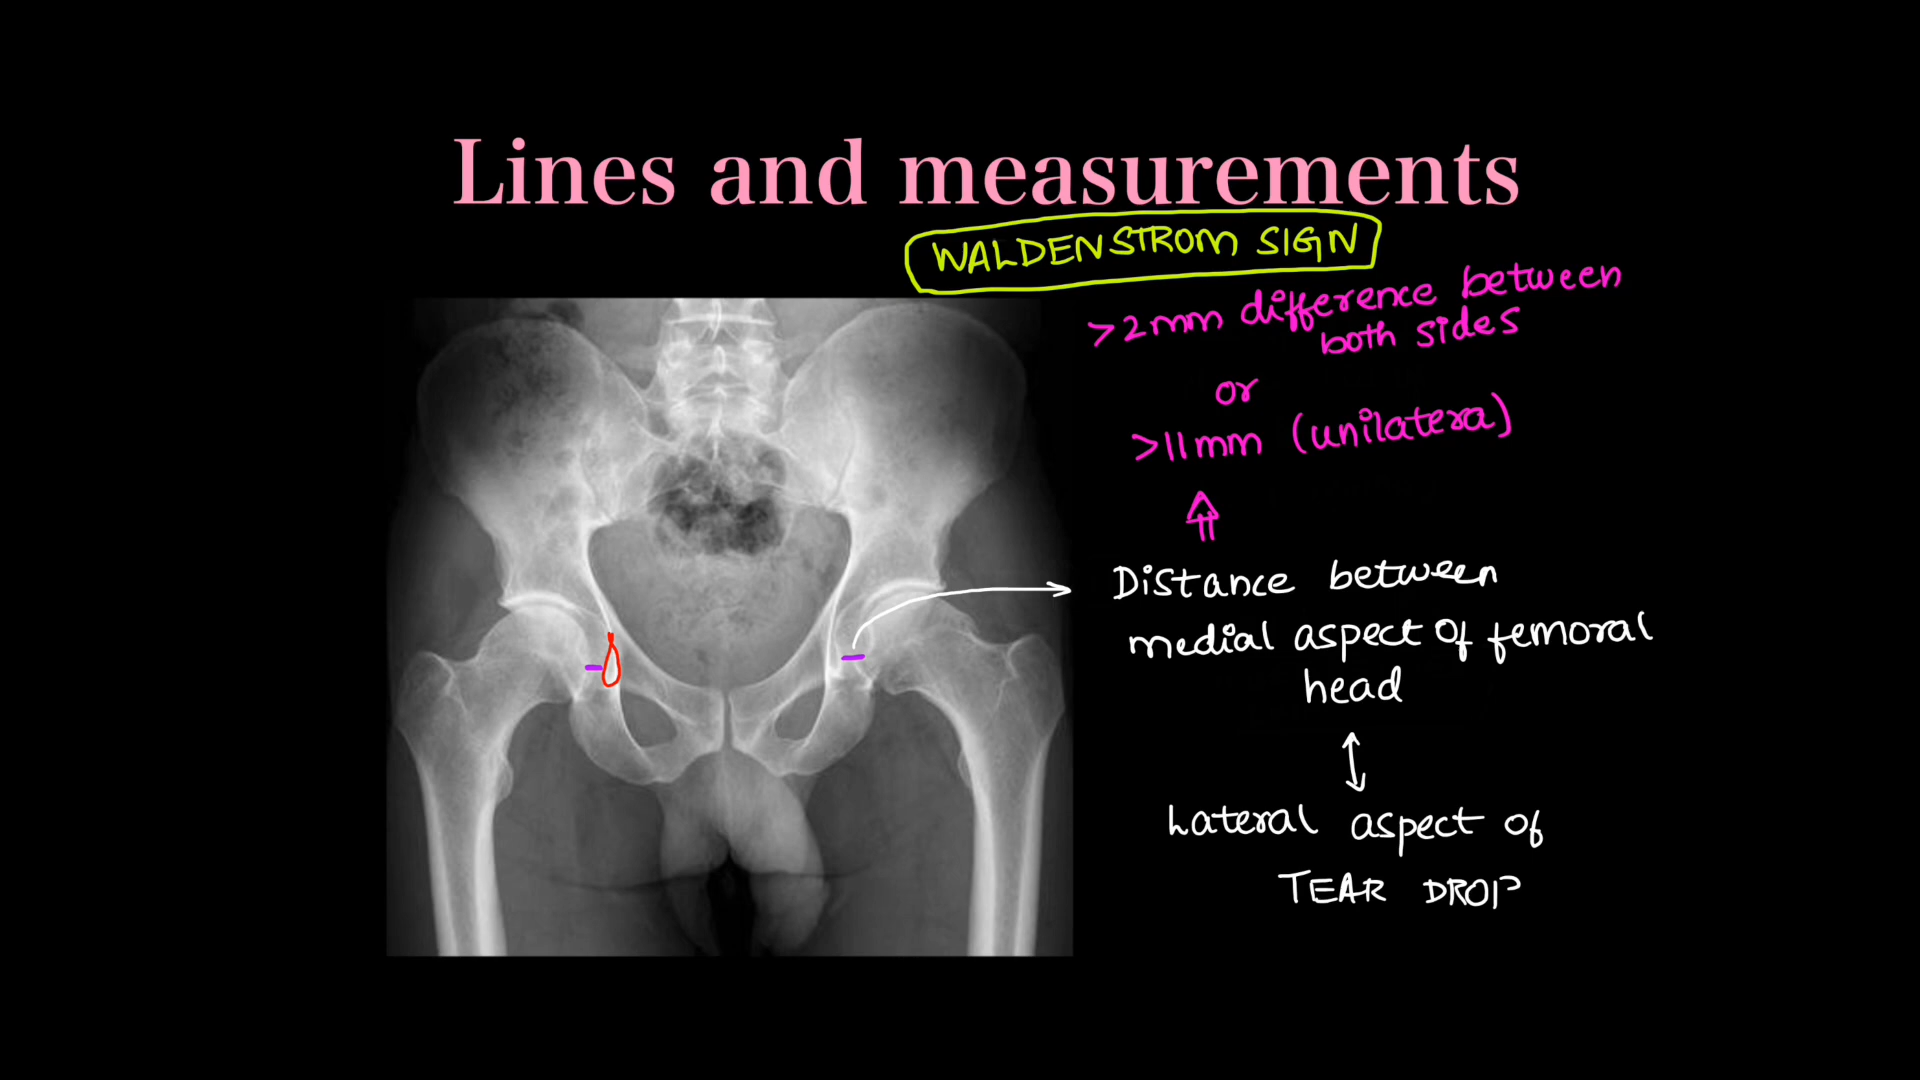 Lines and measurements
WALDENSTROM SIGN
>2mm difference between
both sides
or
>11mm (unilatera)
Distance between
medial aspect of femoral
head
Lateral aspect of
TEAR DROP